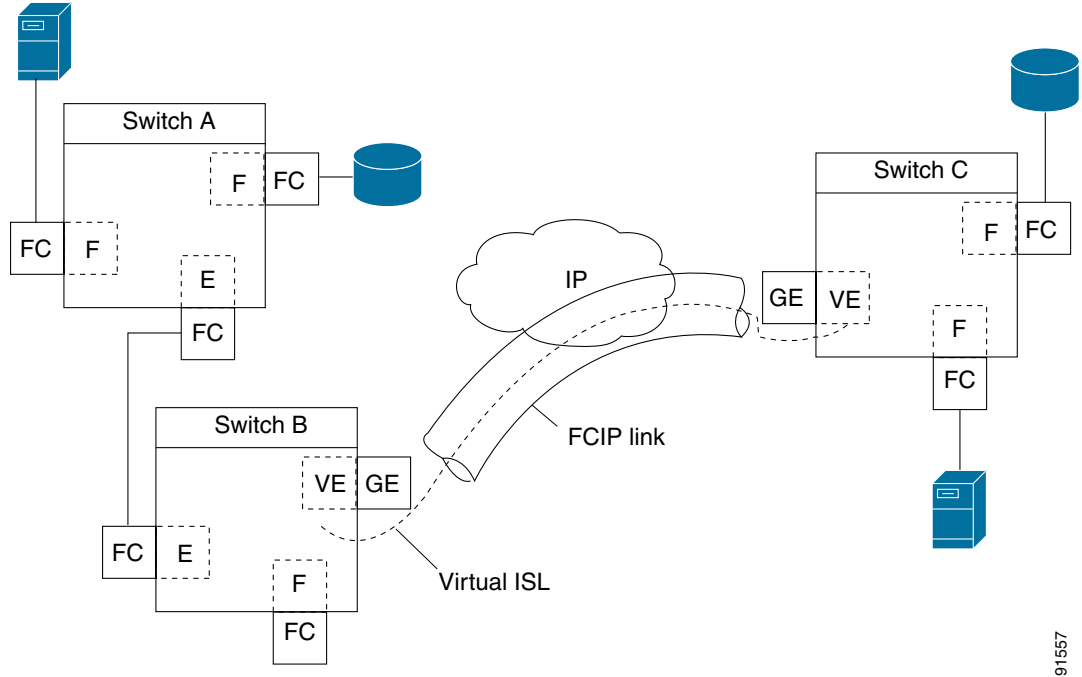 Switch A
F FC
FC F
E
FC
Switch C
F FC
IP
GE VE
F
FC
FCIP link
Switch B
VE GE
FC E
F
FC
Virtual ISL
91557